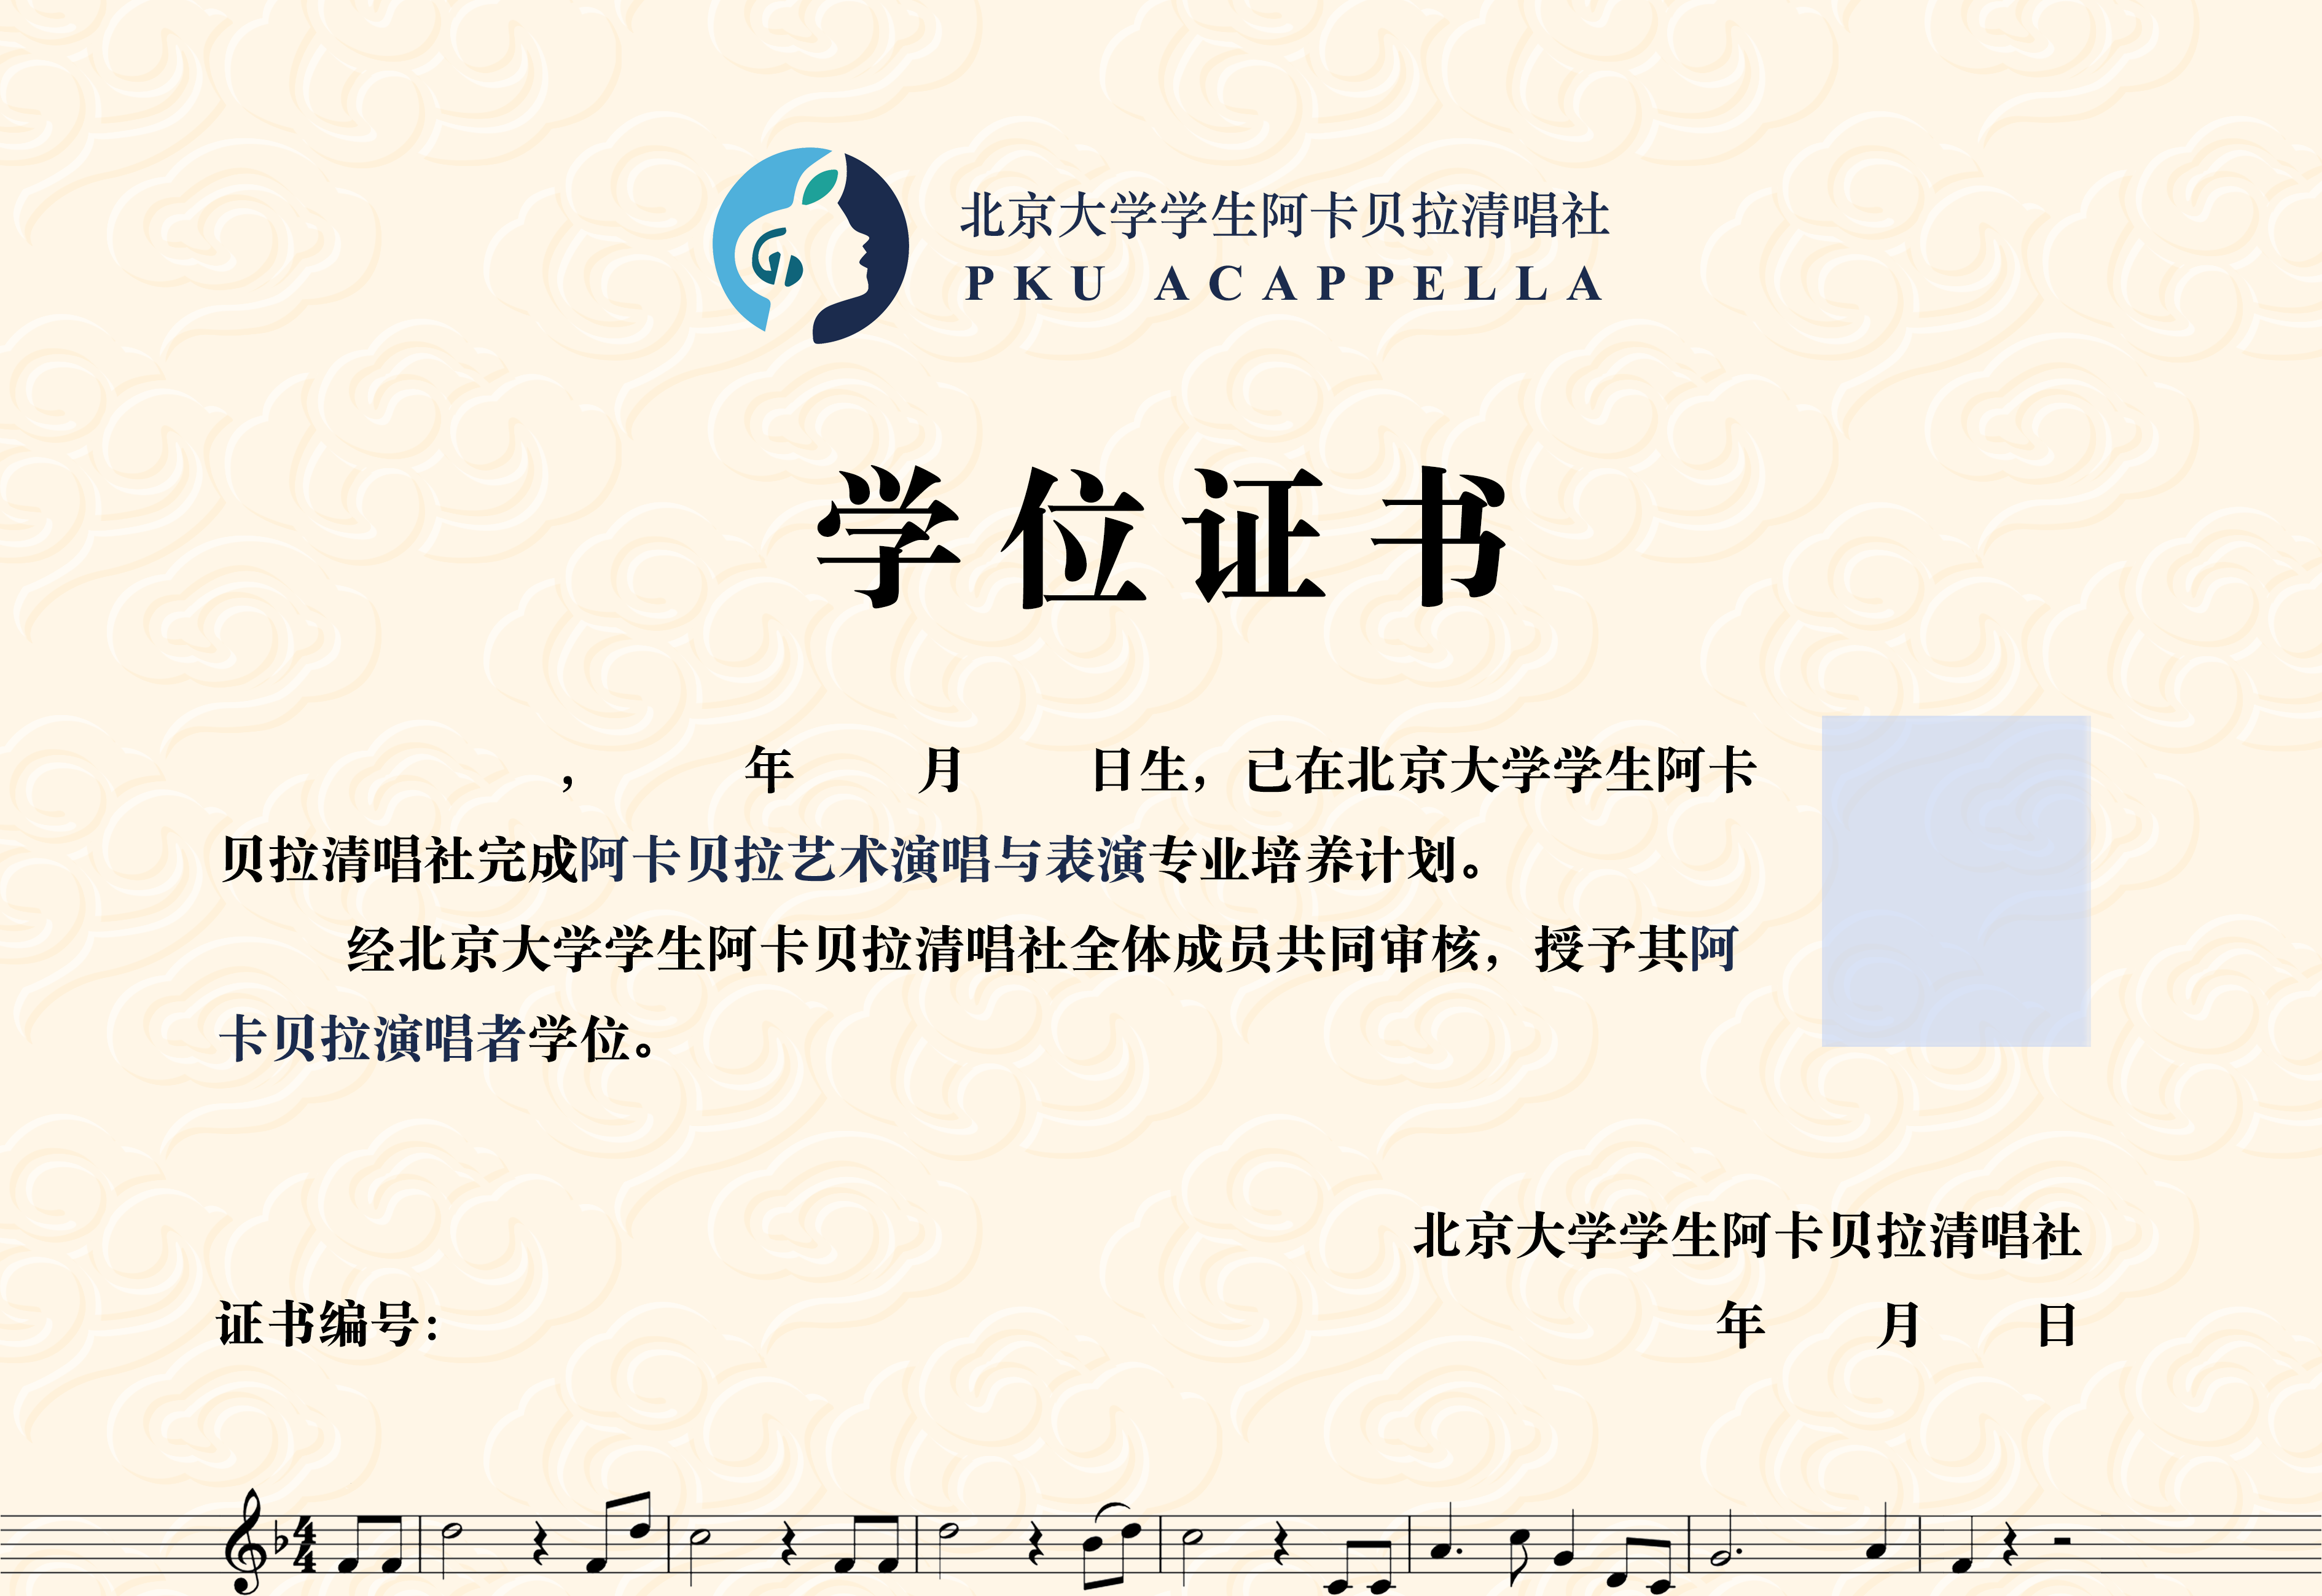 北京大学学生阿卡贝拉清唱社
PKU ACAPPELLA
学位证书
， 年 月 日生，已在北京大学学生阿卡
贝拉清唱社完成阿卡贝拉艺术演唱与表演专业培养计划。
经北京大学学生阿卡贝拉清唱社全体成员共同审核，授予其阿
卡贝拉演唱者学位。
北京大学学生阿卡贝拉清唱社
证书编号： 年 月 日
4
4